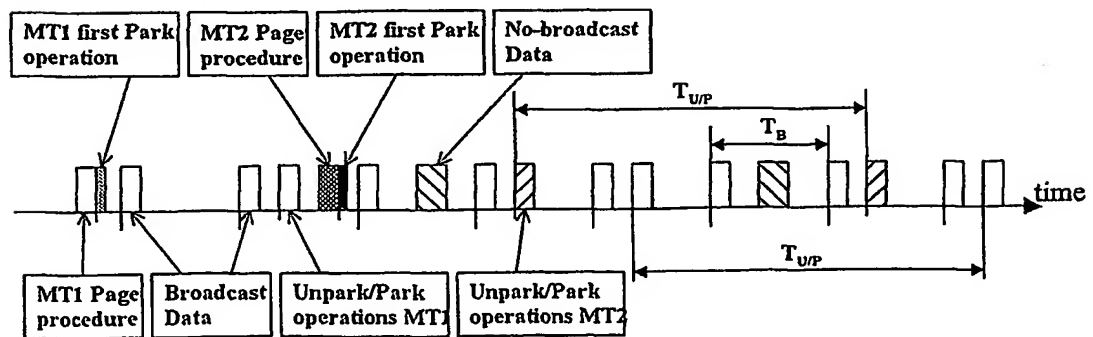 MT1 first Park
operation
MT2 Page
procedure
MT2 first Park
operation
No-broadcast
Data
T_U/P
T_B
time
T_U/P
MT1 Page
procedure
Broadcast
Data
Unpark/Park
operations MT1
Unpark/Park
operations MT2